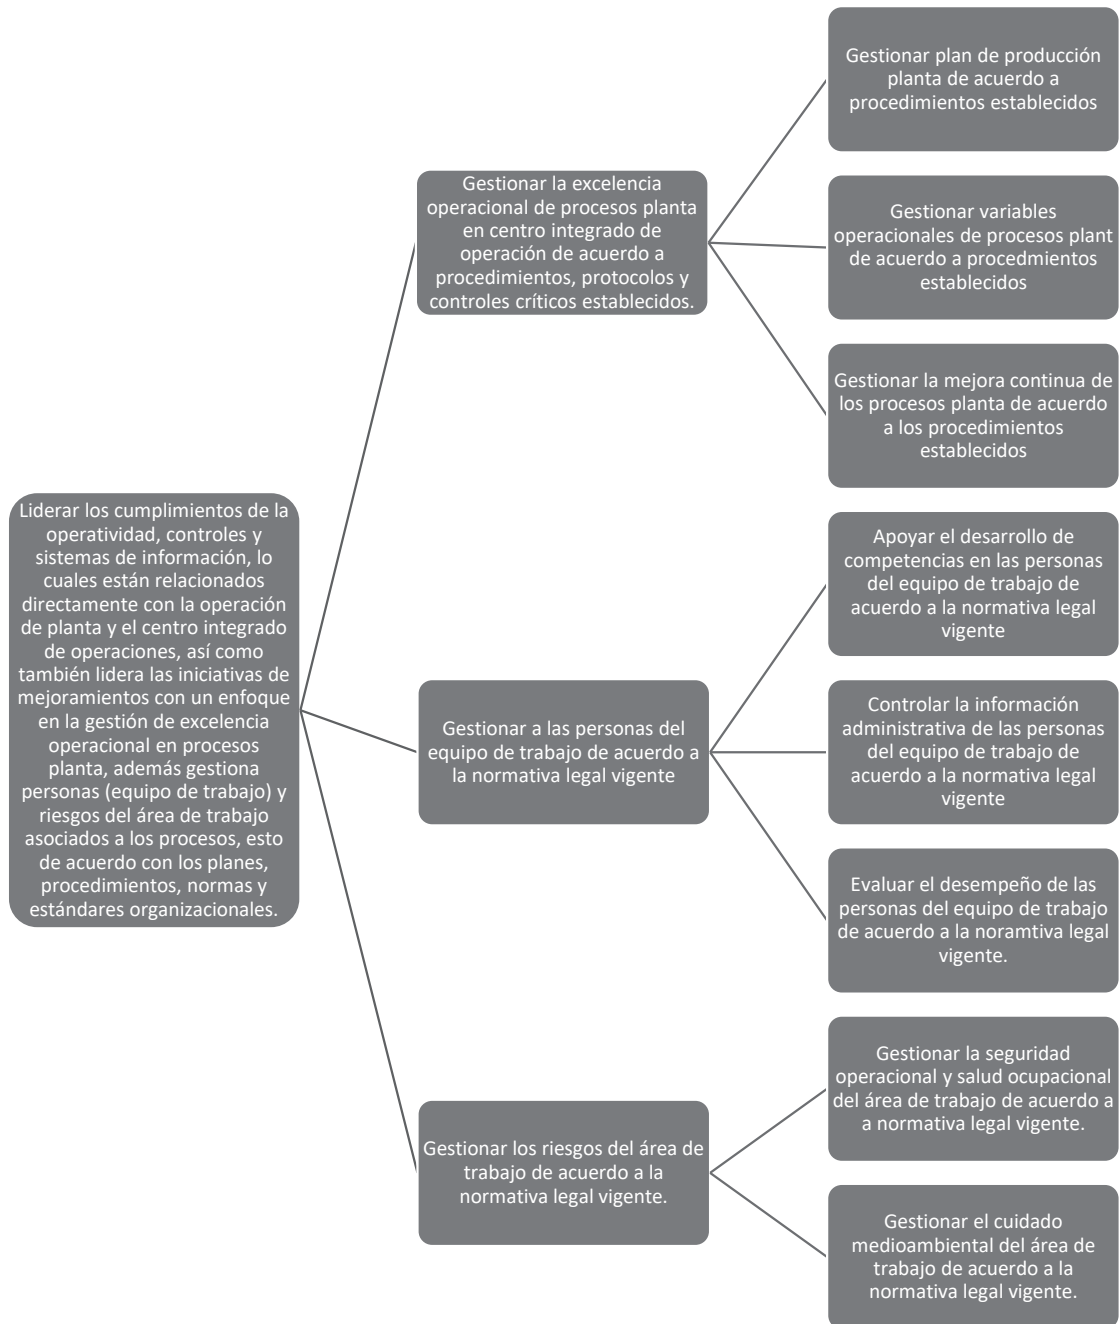 Gestionar plan de producción
planta de acuerdo a
procedimientos establecidos
Gestionar la excelencia
operacional de procesos planta
en centro integrado de
operación de acuerdo a
procedimientos, protocolos y
controles críticos establecidos.
Gestionar variables
operacionales de procesos plant
de acuerdo a procedmientos
establecidos
Gestionar la mejora continua de
los procesos planta de acuerdo
a los procedimientos
establecidos
Liderar los cumplimientos de la
operatividad, controles y
sistemas de información, lo
cuales están relacionados
directamente con la operación
de planta y el centro integrado
de operaciones, así como
también lidera las iniciativas de
mejoramientos con un enfoque
en la gestión de excelencia
operacional en procesos
planta, además gestiona
personas (equipo de trabajo) y
riesgos del área de trabajo
asociados a los procesos, esto
de acuerdo con los planes,
procedimientos, normas y
estándares organizacionales.
Apoyar el desarrollo de
competencias en las personas
del equipo de trabajo de
acuerdo a la normativa legal
vigente
Gestionar a las personas del
equipo de trabajo de acuerdo a
la normativa legal vigente
Controlar la información
administrativa de las personas
del equipo de trabajo de
acuerdo a la normativa legal
vigente
Evaluar el desempeño de las
personas del equipo de trabajo
de acuerdo a la noramtiva legal
vigente.
Gestionar la seguridad
operacional y salud ocupacional
del área de trabajo de acuerdo a
a normativa legal vigente.
Gestionar los riesgos del área de
trabajo de acuerdo a la
normativa legal vigente.
Gestionar el cuidado
medioambiental del área de
trabajo de acuerdo a la
normativa legal vigente.